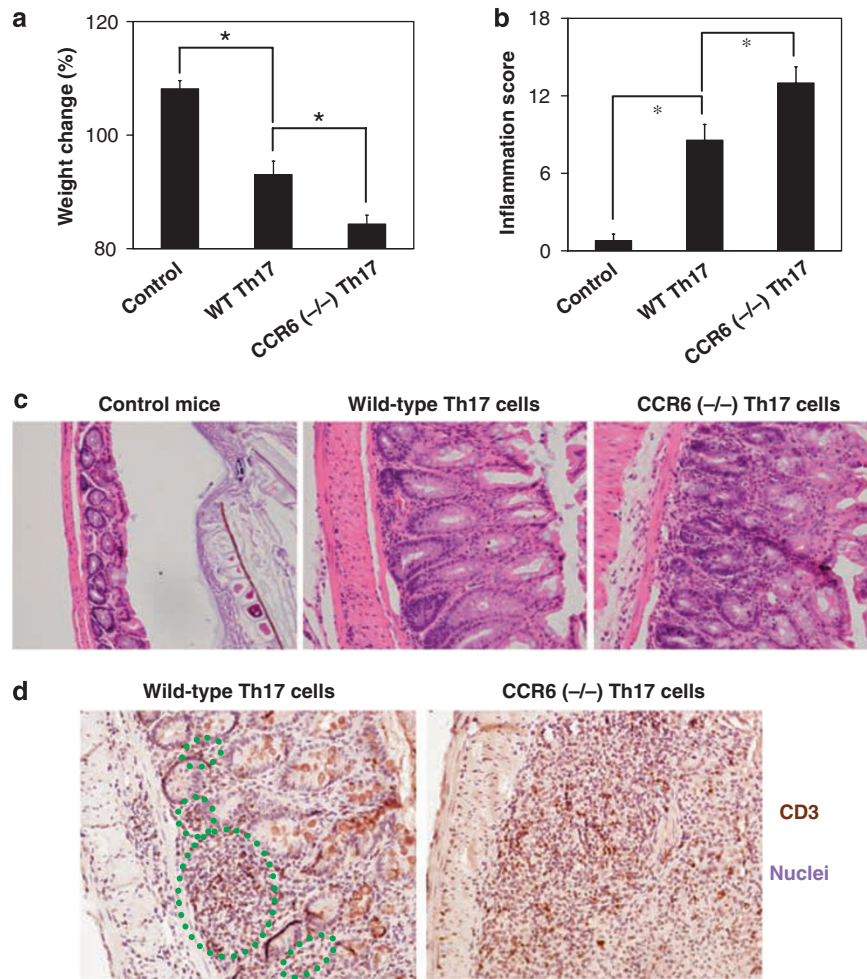 a
Weight change (%)
120
110
100
90
80
*
*
Control
WT Th17
CCR6 (–/–) Th17
b
Inflammation score
18
12
6
0
*
*
Control
WT Th17
CCR6 (–/–) Th17
c
Control mice
Wild-type Th17 cells
CCR6 (–/–) Th17 cells
d
Wild-type Th17 cells
CCR6 (–/–) Th17 cells
CD3
Nuclei